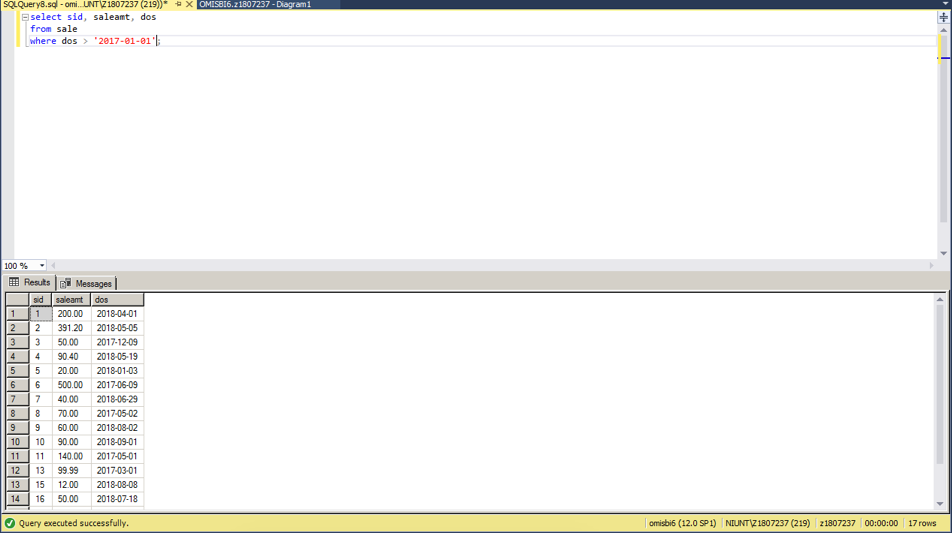 SQLQuery8.sql - omi...UNT\Z1807237 (219))* OMISBI6.z1807237 - Diagram1
select sid, saleamt, dos
from sale
where dos > '2017-01-01';
100 %
Results Messages
sid saleamt dos
1 1 200.00 2018-04-01
2 2 391.20 2018-05-05
3 3 50.00 2017-12-09
4 4 90.40 2018-05-19
5 5 20.00 2018-01-03
6 6 500.00 2017-06-09
7 7 40.00 2018-06-29
8 8 70.00 2017-05-02
9 9 60.00 2018-08-02
10 10 90.00 2018-09-01
11 11 140.00 2017-05-01
12 13 99.99 2017-03-01
13 15 12.00 2018-08-08
14 16 50.00 2018-07-18
Query executed successfully. omisbi6 (12.0 SP1) NIUNT\Z1807237 (219) z1807237 00:00:00 17 rows